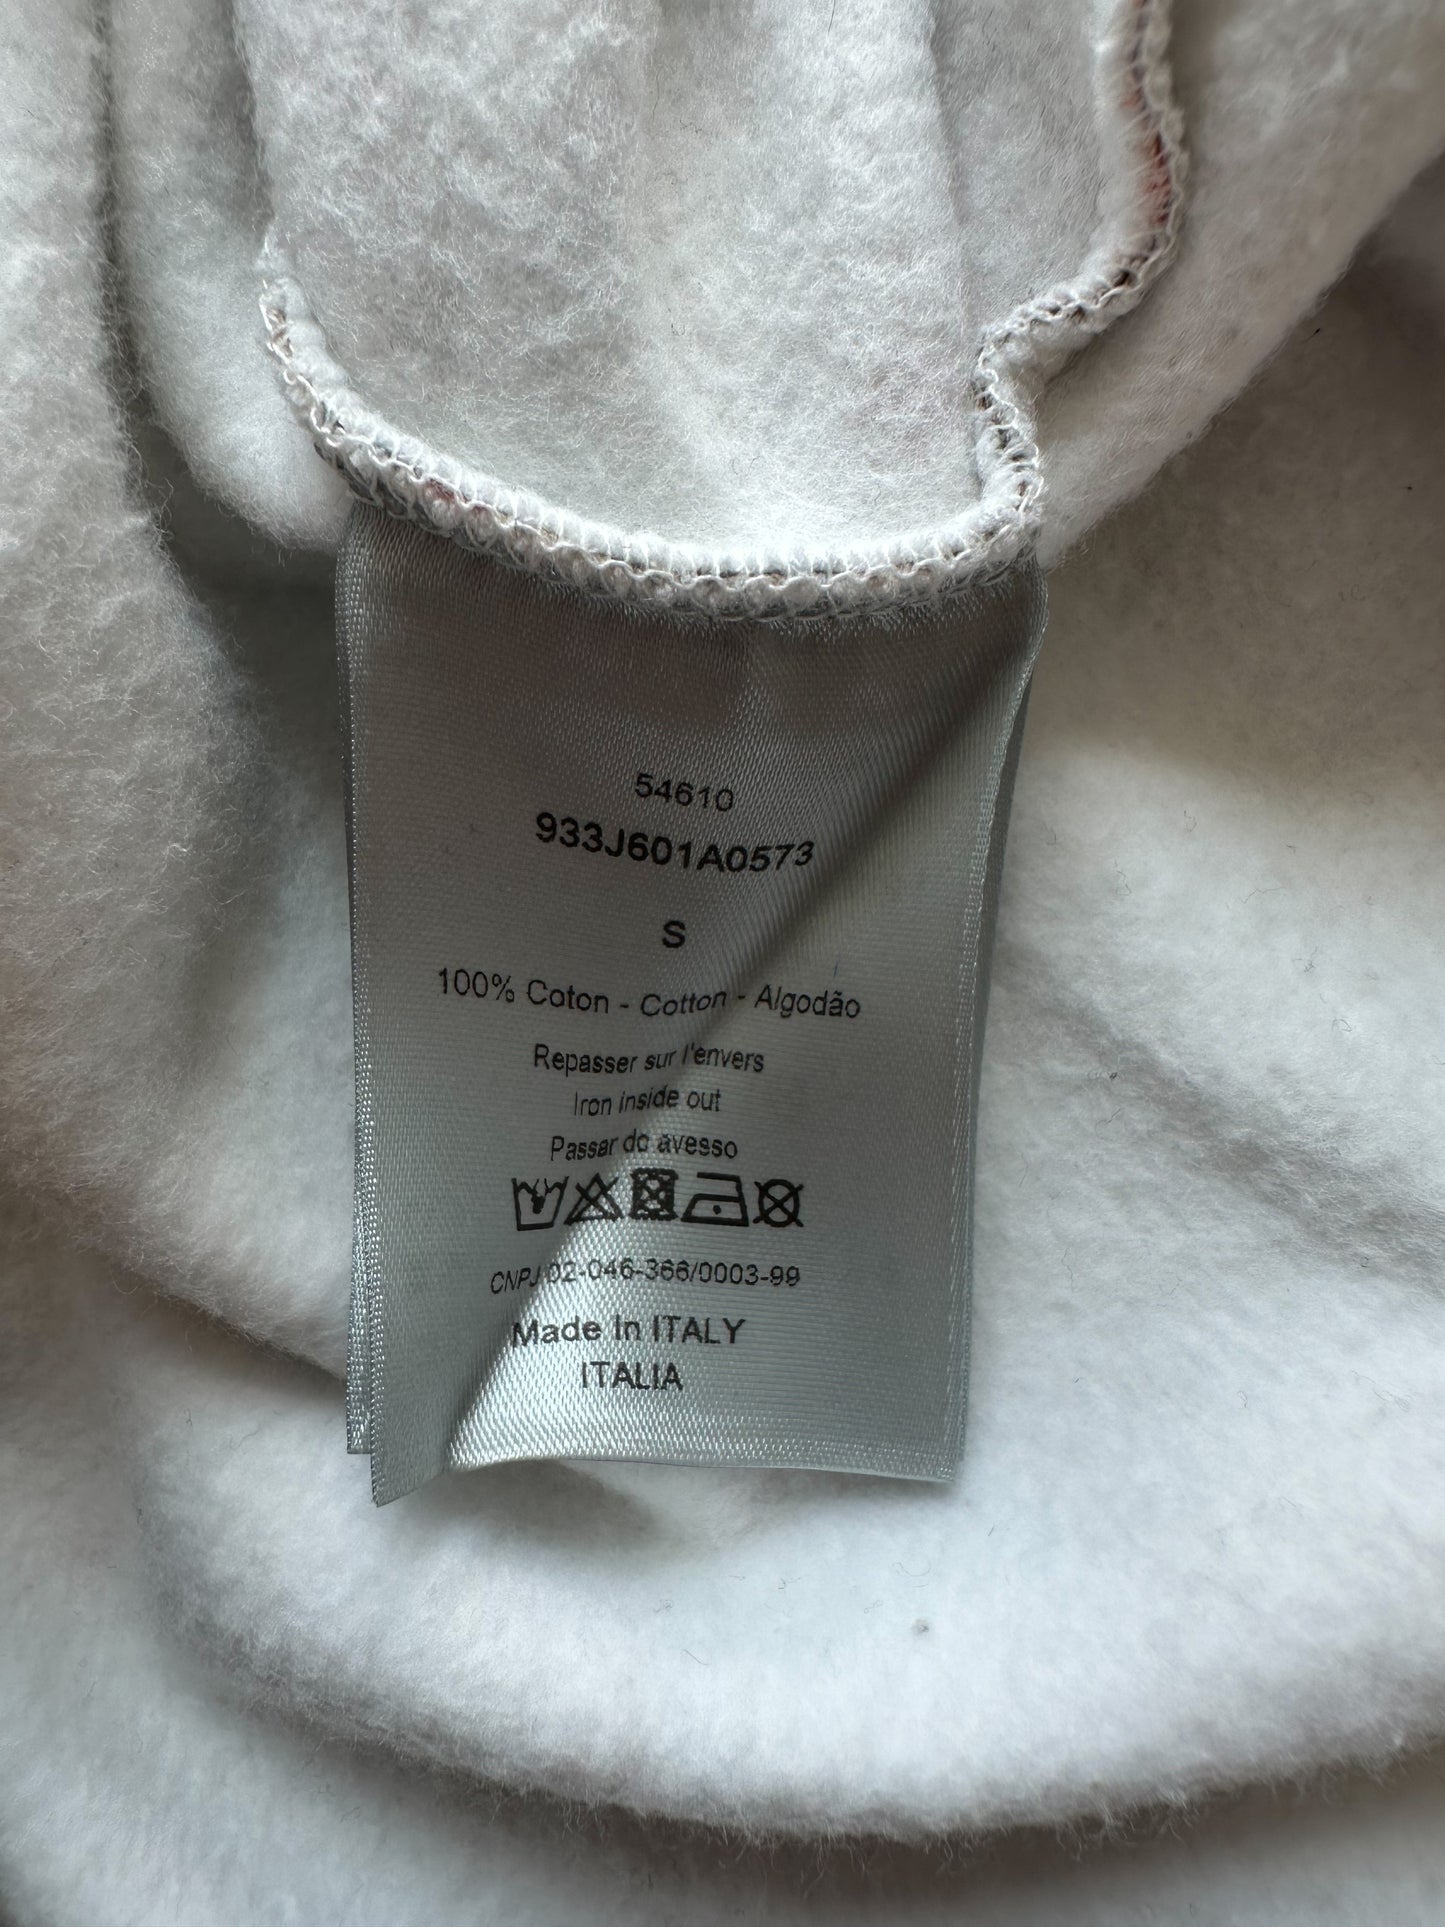 54610
933J601A0573
S
100% Coton - Cotton - Algodão
Repasser sur l'envers
Iron inside out
Passar do avesso
CNPJ 02-046-366/0003-99
Made In ITALY
ITALIA